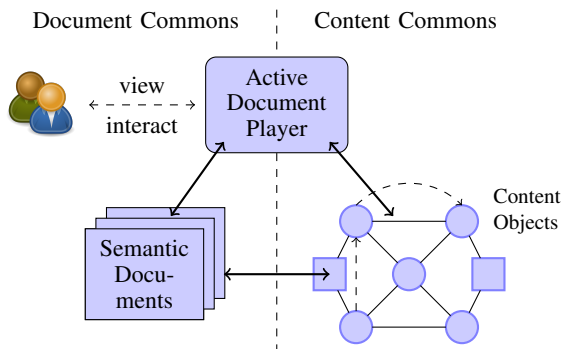 Document Commons
Content Commons
view
interact
Active
Document
Player
Content
Objects
Semantic
Docu-
ments